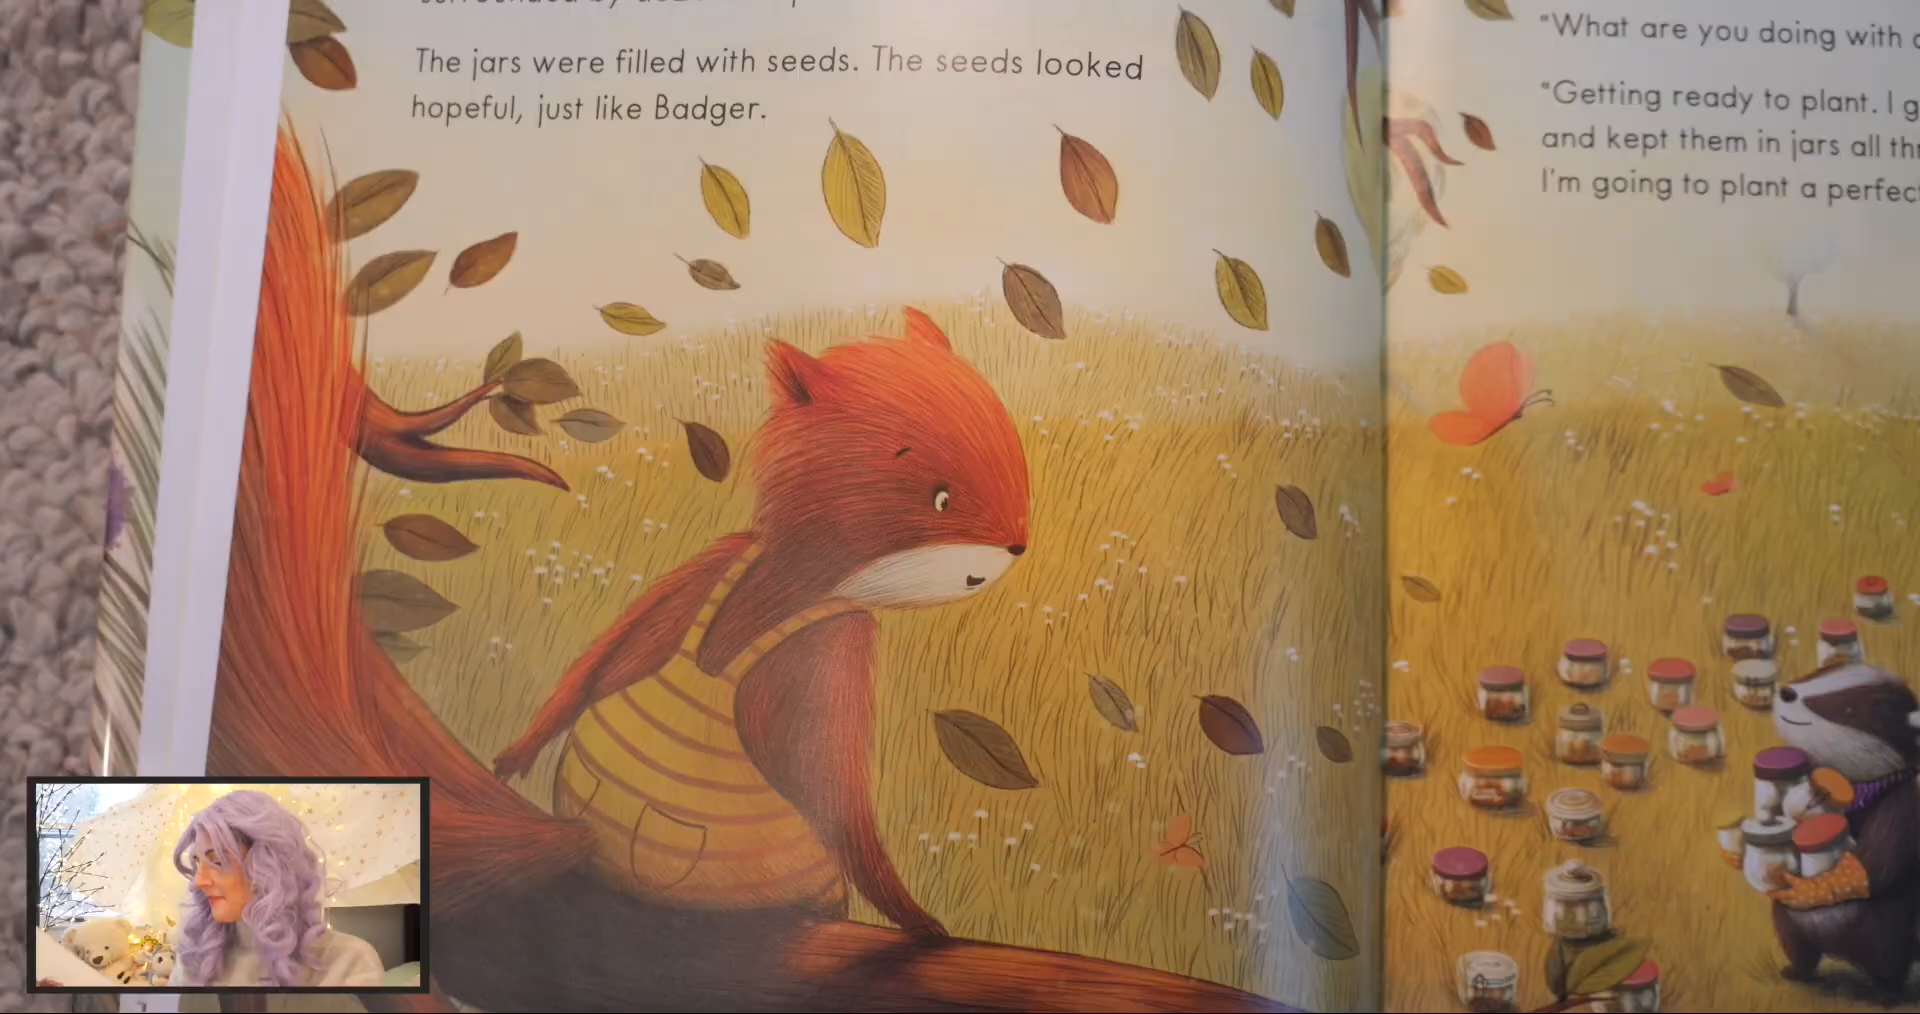 The jars were filled with seeds. The seeds looked
hopeful, just like Badger.
"What are you doing with
"Getting ready to plant. I
and kept them in jars all
I'm going to plant a